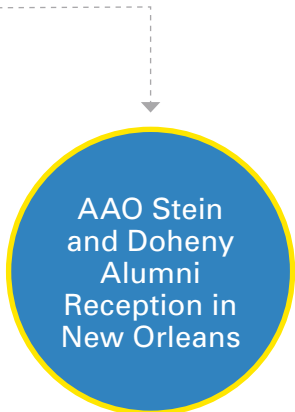 AAO Stein
and Doheny
Alumni
Reception in
New Orleans